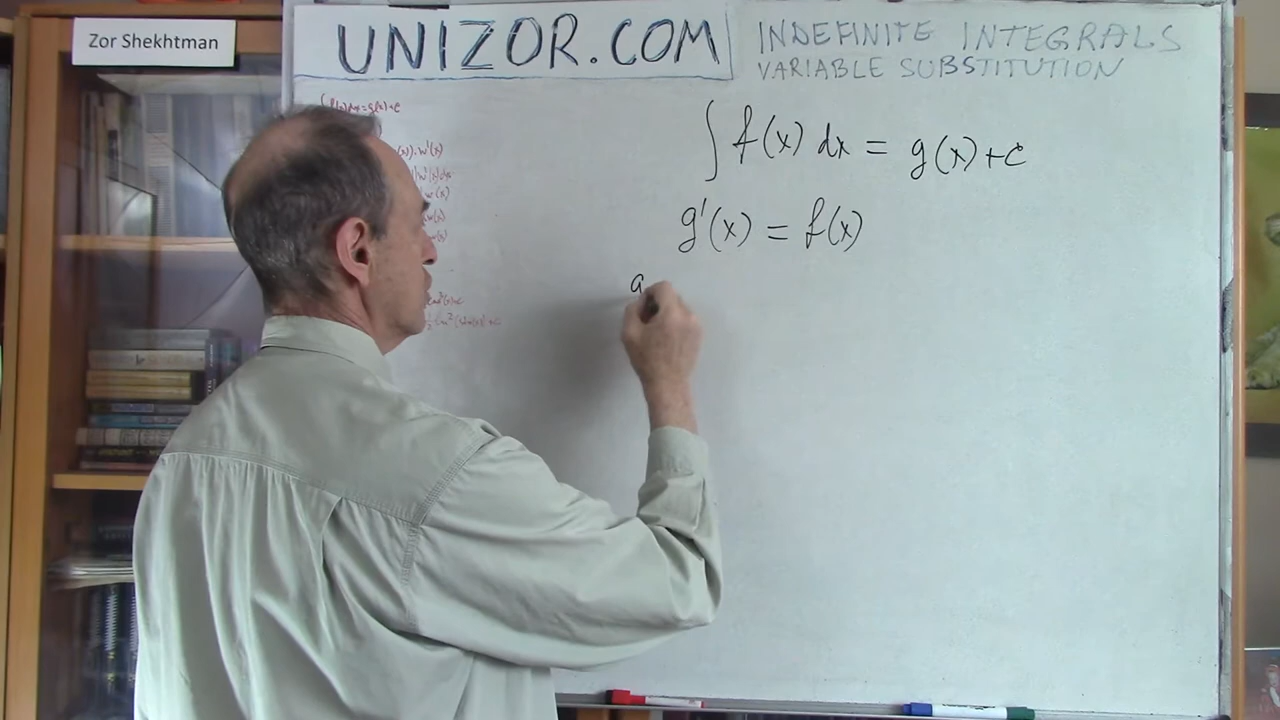 Zor Shekhtman
UNIZOR.COM
INDEFINITE INTEGRALS
VARIABLE SUBSTITUTION
∫ f(x) dx = g(x)+C
g'(x) = f(x)
a